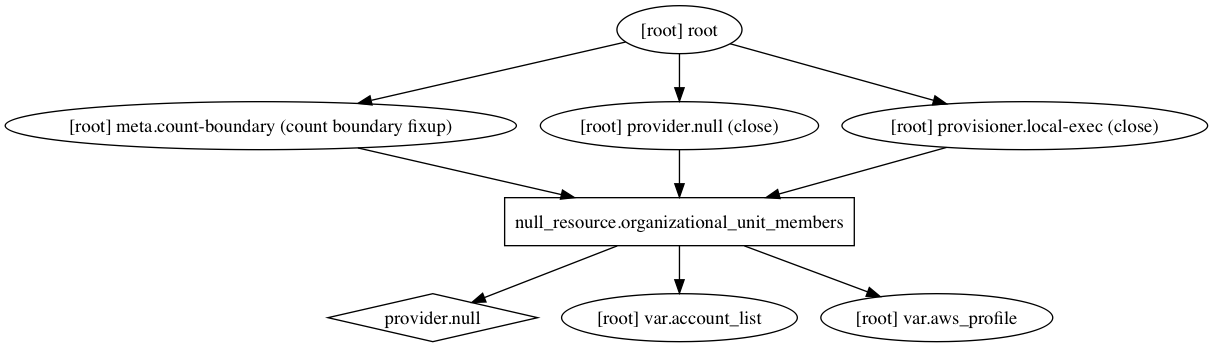 [root] root
[root] meta.count-boundary (count boundary fixup)
[root] provider.null (close)
[root] provisioner.local-exec (close)
null_resource.organizational_unit_members
provider.null
[root] var.account_list
[root] var.aws_profile